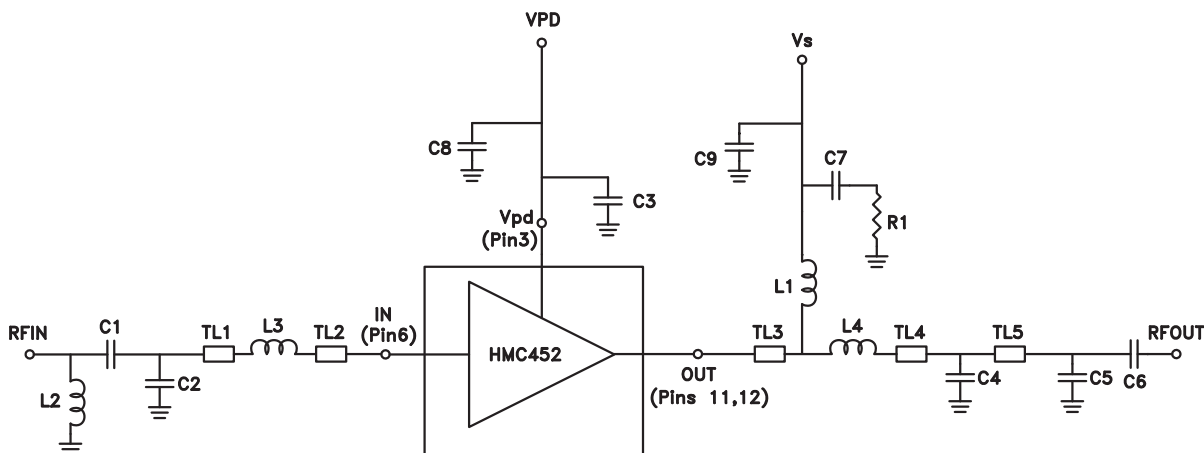 VPD
Vs
C8
C9
C7
C3
R1
Vpd
(Pin3)
L1
RFIN
C1
TL1
L3
TL2
IN
(Pin6)
HMC452
TL3
L4
TL4
TL5
RFOUT
L2
C2
OUT
(Pins 11,12)
C4
C5
C6